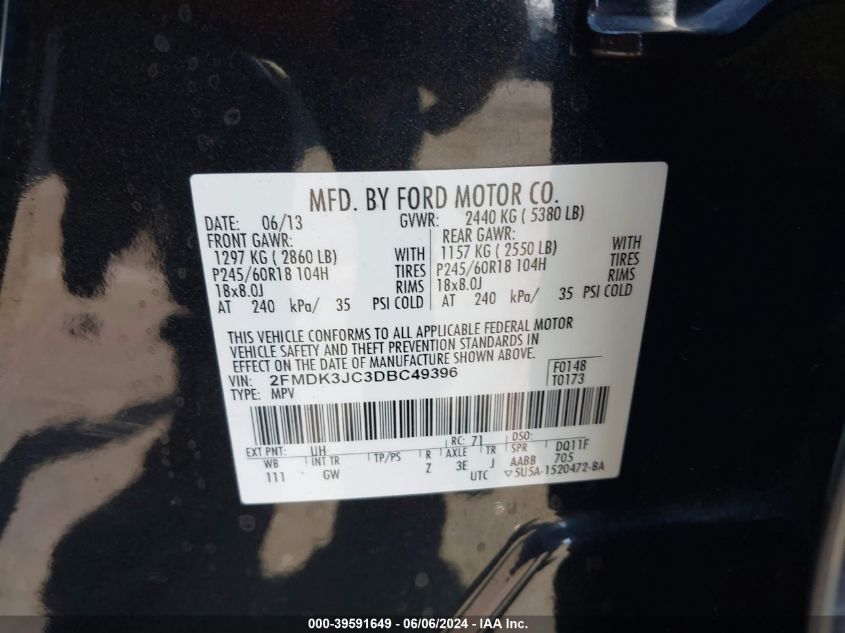 MFD. BY FORD MOTOR CO.
DATE: 06/13 GVWR: 2440 KG ( 5380 LB)
FRONT GAWR: REAR GAWR:
1297 KG ( 2860 LB) WITH 1157 KG ( 2550 LB) WITH
P245/60R18 104H TIRES P245/60R18 104H TIRES
18x8.0J RIMS 18x8.0J RIMS
AT 240 kPa/ 35 PSI COLD AT 240 kPa/ 35 PSI COLD
THIS VEHICLE CONFORMS TO ALL APPLICABLE FEDERAL MOTOR
VEHICLE SAFETY AND THEFT PREVENTION STANDARDS IN
EFFECT ON THE DATE OF MANUFACTURE SHOWN ABOVE.
VIN: 2FMDK3JC3DBC49396 F0148
TYPE: MPV T0173
EXT PNT: UH RC: 71 DSO:
WB INT TR TP/PS R AXLE TR SPR DQ11F
111 GW Z 3E J AABB 705
UTC ▽5U5A-1520472-BA
000-39591649 - 06/06/2024 - IAA Inc.